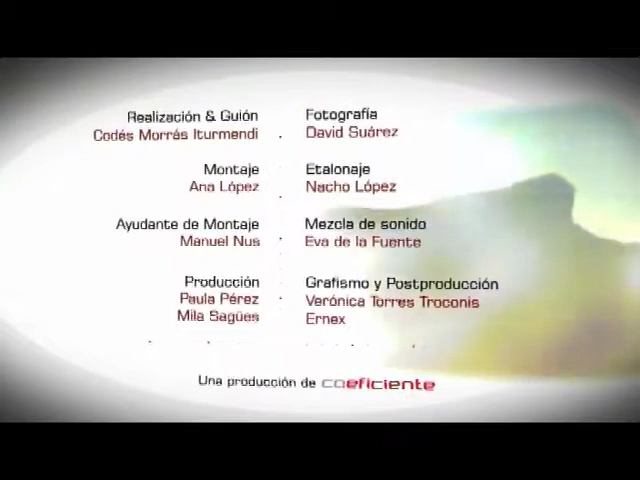 Realización & Guión
Codés Morrás Iturmendi
Fotografía
David Suárez
Montaje
Ana López
Etalonaje
Nacho López
Ayudante de Montaje
Manuel Nus
Mezcla de sonido
Eva de la Fuente
Producción
Paula Pérez
Mila Sagües
Grafismo y Postproducción
Verónica Torres Troconis
Ernex
Una producción de coeficiente